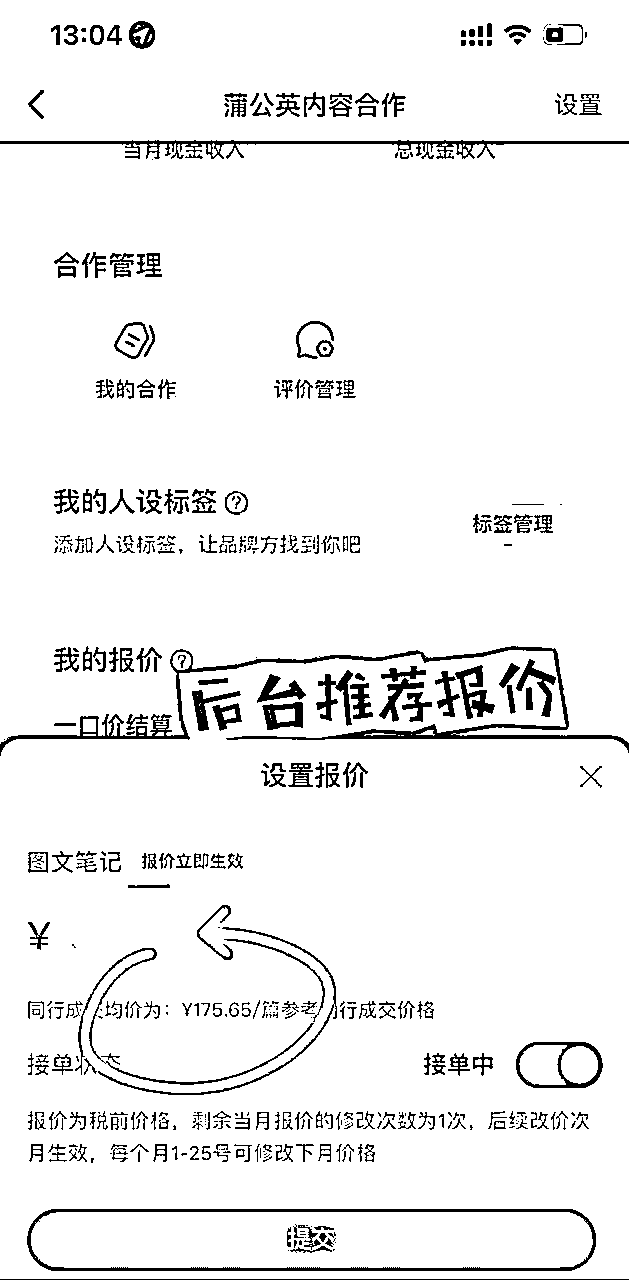 13:04
蒲公英内容合作
设置
当月现金收入
总现金收入
合作管理
我的合作
评价管理
我的人设标签
标签管理
添加人设标签，让品牌方找到你吧
我的报价
后台推荐报价
一口价结算
设置报价
图文笔记 报价立即生效
¥
同行成交均价为：¥175.65/篇参考同行成交价格
接单状态
接单中
报价为税前价格，剩余当月报价的修改次数为1次，后续改价次
月生效，每个月1-25号可修改下月价格
提交